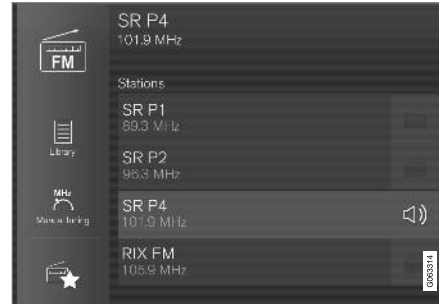 SR P4
101.9 MHz
FM
Stations
SR P1
89.3 MHz
Library
SR P2
96.3 MHz
MHz
Manual tuning
SR P4
101.9 MHz
RIX FM
105.9 MHz
G063314